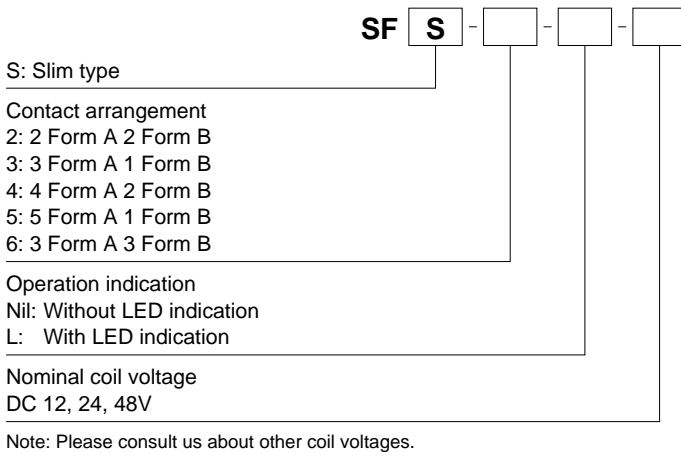 SF S - - -
S: Slim type
Contact arrangement
2: 2 Form A 2 Form B
3: 3 Form A 1 Form B
4: 4 Form A 2 Form B
5: 5 Form A 1 Form B
6: 3 Form A 3 Form B
Operation indication
Nil: Without LED indication
L: With LED indication
Nominal coil voltage
DC 12, 24, 48V
Note: Please consult us about other coil voltages.